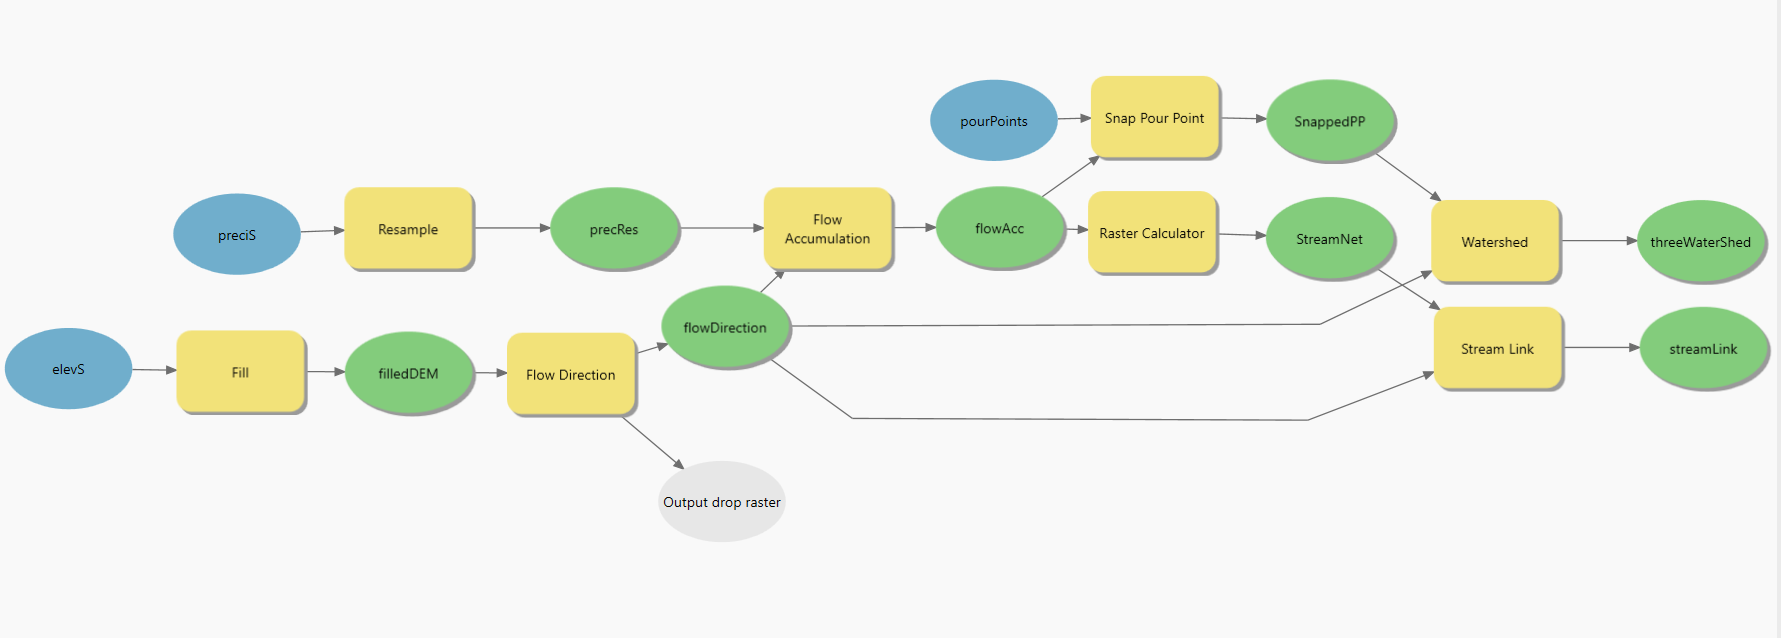 pourPoints
Snap Pour Point
SnappedPP
preciS
Resample
precRes
Flow
Accumulation
flowAcc
Raster Calculator
StreamNet
Watershed
threeWaterShed
elevS
Fill
filledDEM
Flow Direction
flowDirection
Stream Link
streamLink
Output drop raster